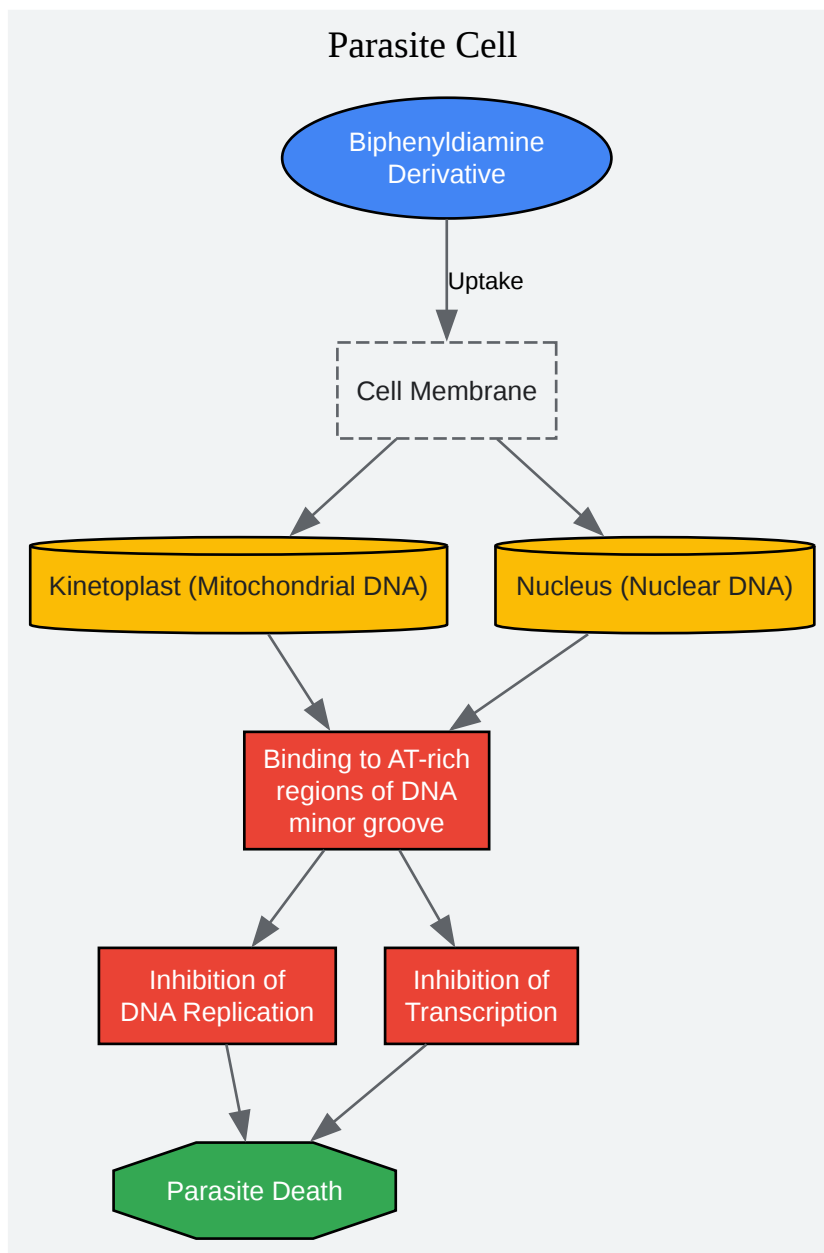 Parasite Cell
Biphenyldiamine
Derivative
Uptake
Cell Membrane
Kinetoplast (Mitochondrial DNA)
Nucleus (Nuclear DNA)
Binding to AT-rich
regions of DNA
minor groove
Inhibition of
DNA Replication
Inhibition of
Transcription
Parasite Death